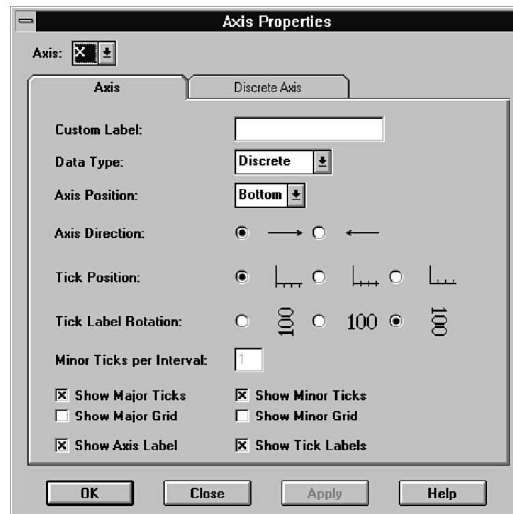 Axis Properties
Axis: X
Axis Discrete Axis
Custom Label:
Data Type: Discrete
Axis Position: Bottom
Axis Direction:
Tick Position:
Tick Label Rotation: 100 100 100
Minor Ticks per Interval: 1
Show Major Ticks Show Minor Ticks
Show Major Grid Show Minor Grid
Show Axis Label Show Tick Labels
OK Close Apply Help